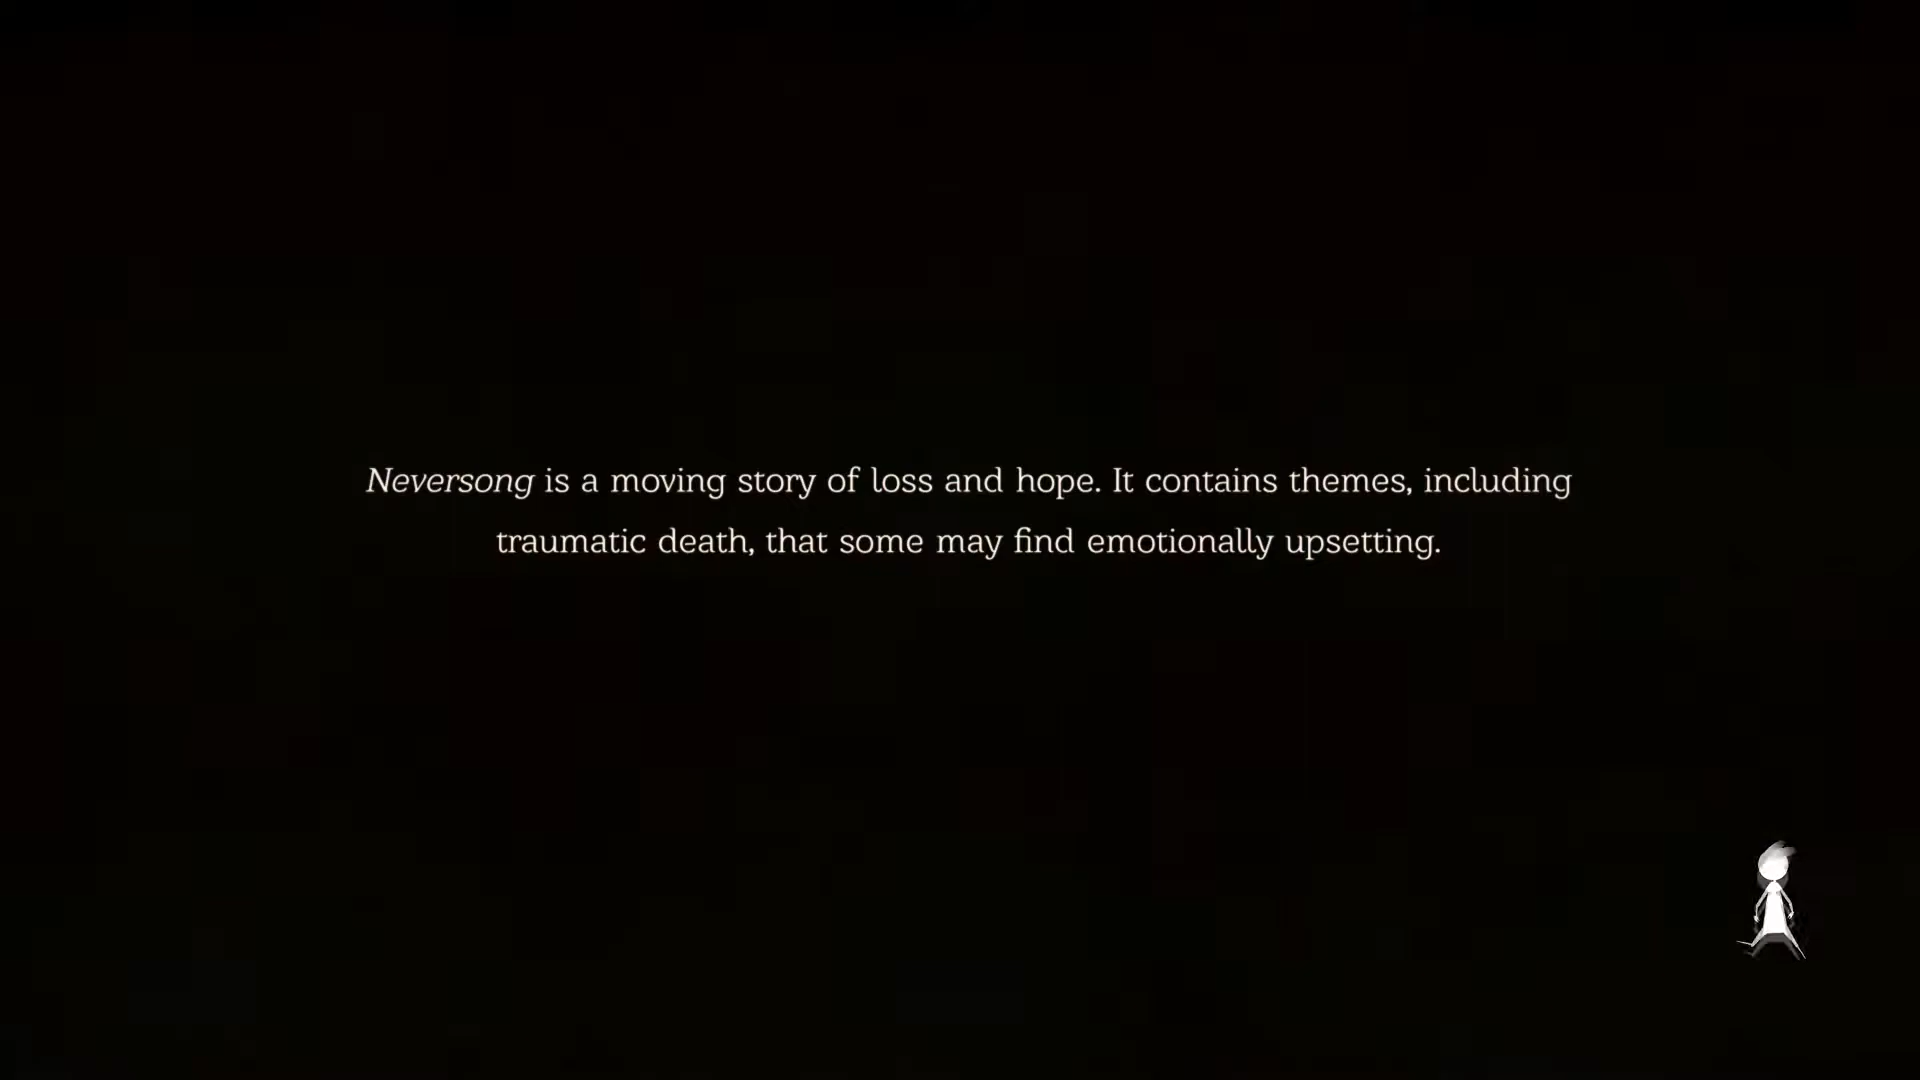 Neversong is a moving story of loss and hope. It contains themes, including
traumatic death, that some may find emotionally upsetting.